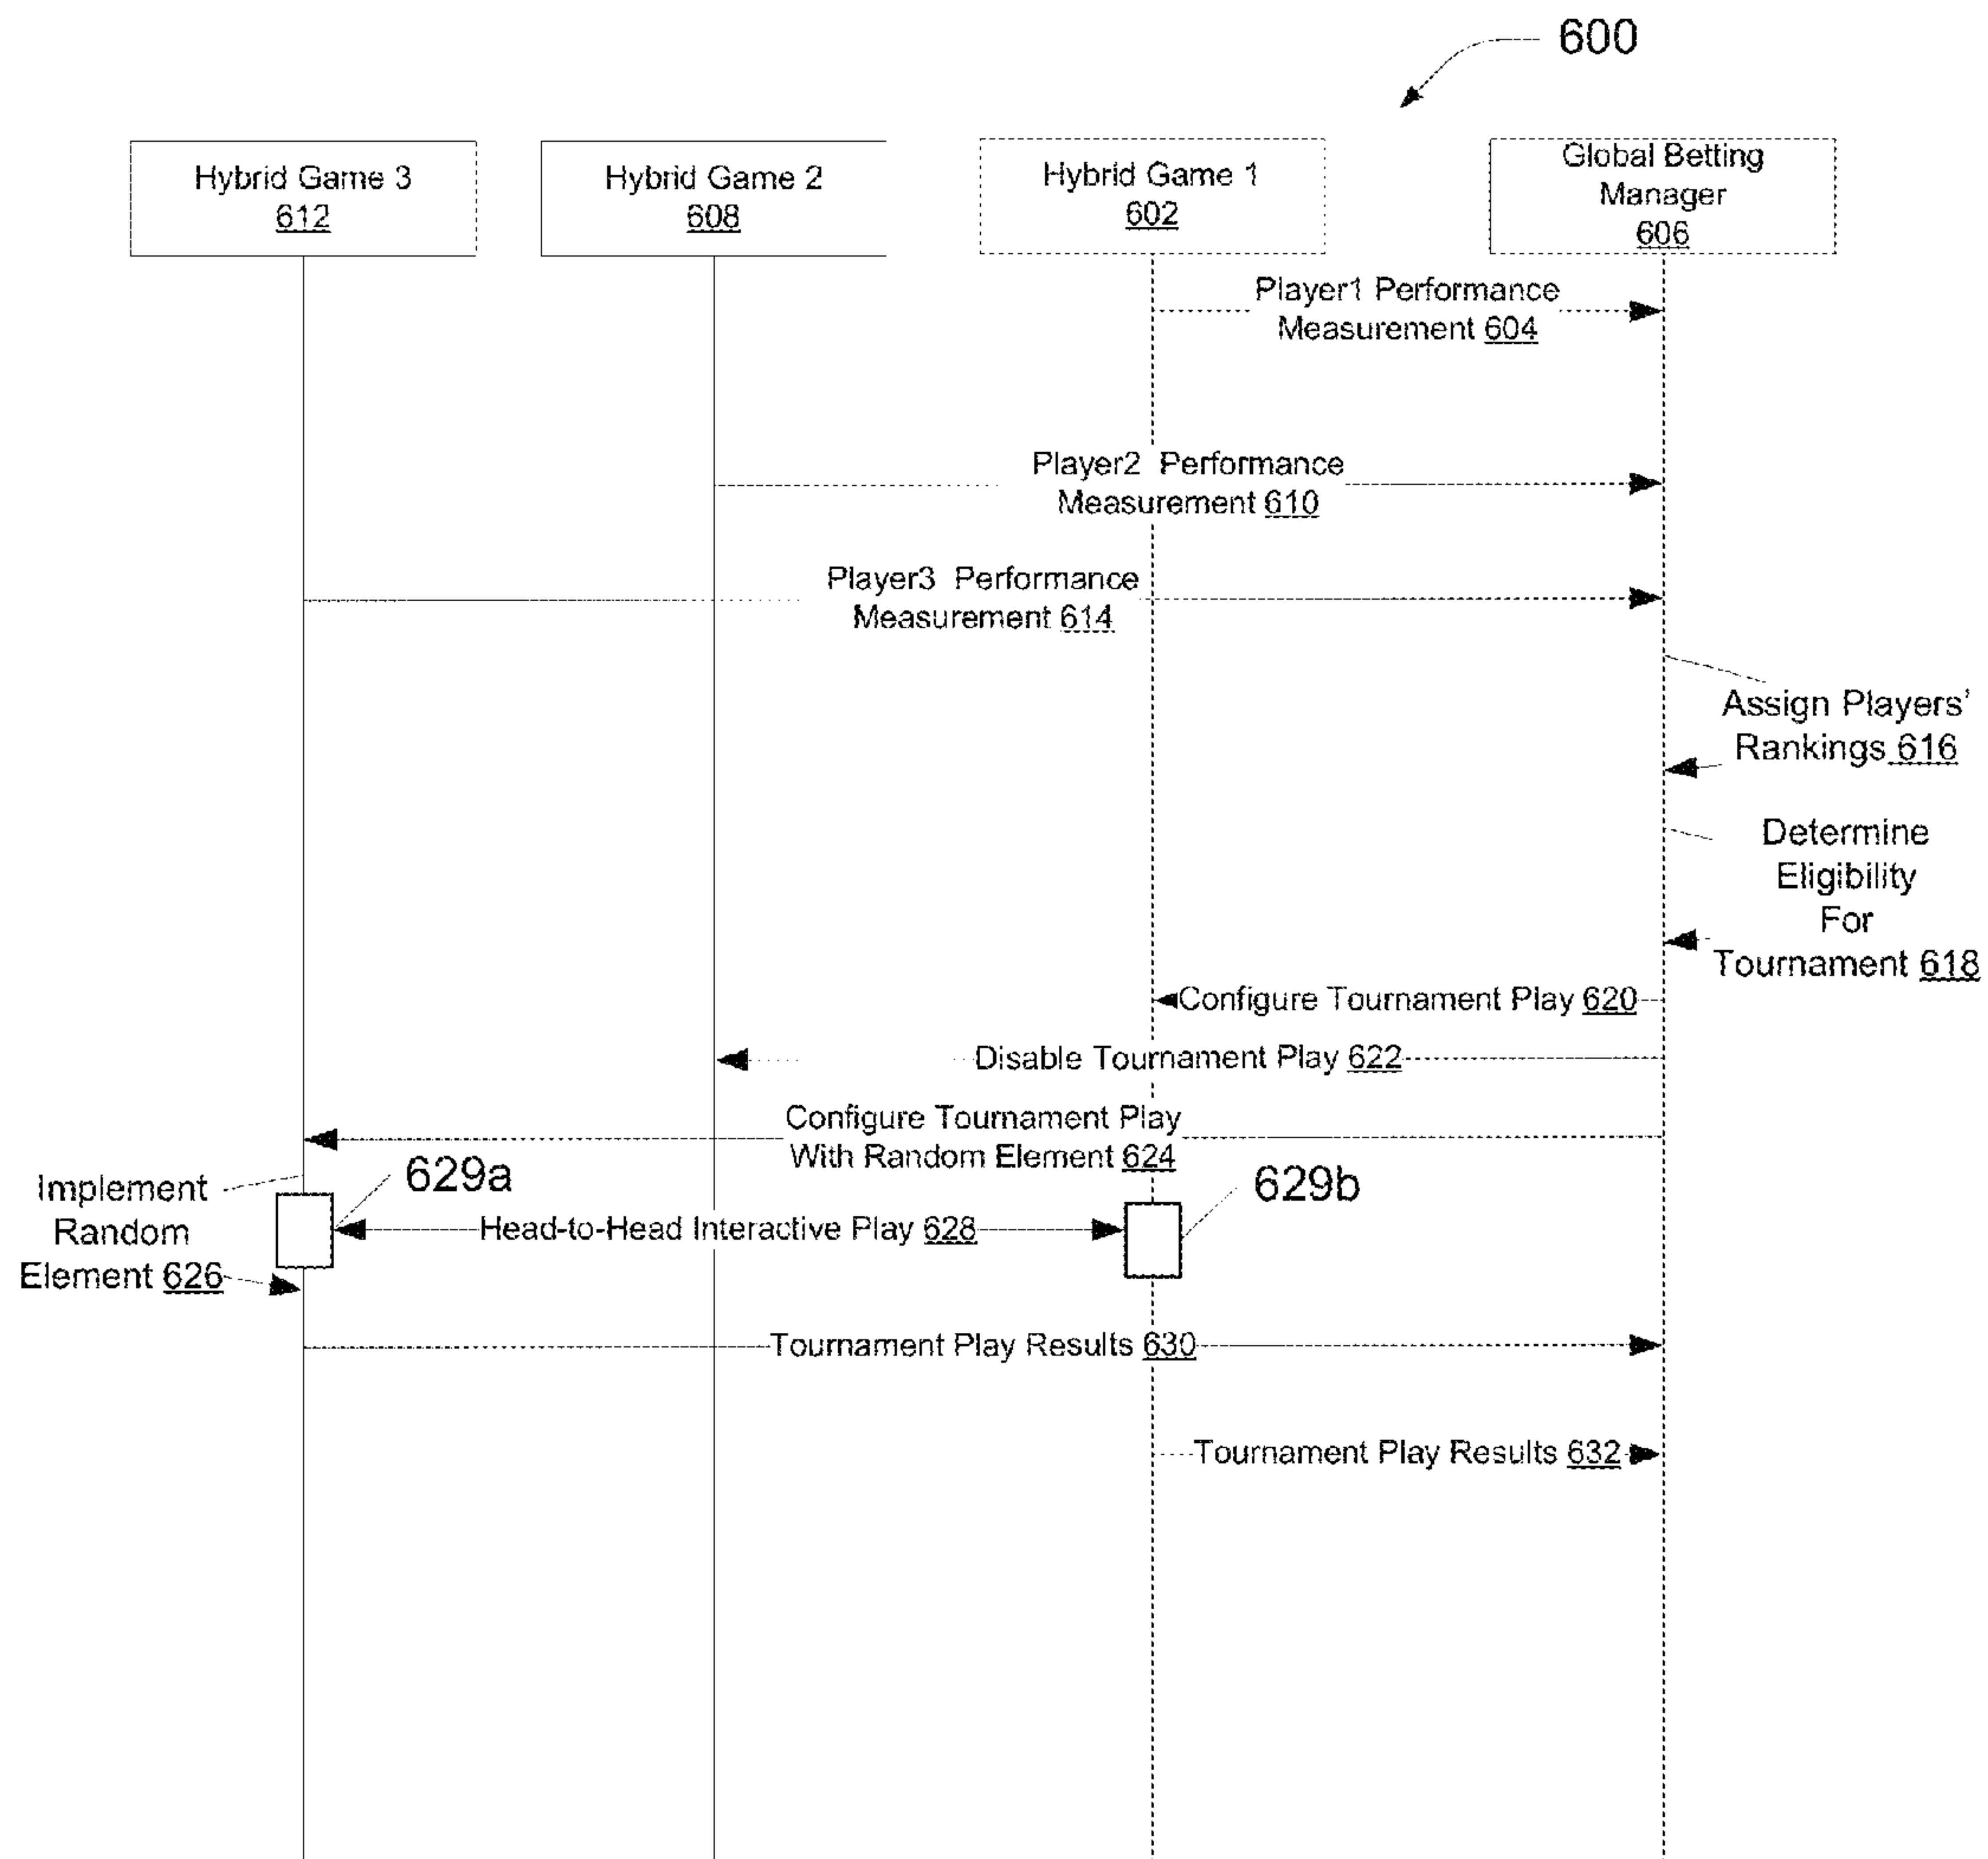 600
Hybrid Game 3
612
Hybrid Game 2
608
Hybrid Game 1
602
Global Betting
Manager
606
Player1 Performance
Measurement 604
Player2 Performance
Measurement 610
Player3 Performance
Measurement 614
Assign Players'
Rankings 616
Determine
Eligibility
For
Tournament 618
Configure Tournament Play 620
Disable Tournament Play 622
Configure Tournament Play
With Random Element 624
Implement
Random
Element 626
629a
Head-to-Head Interactive Play 628
629b
Tournament Play Results 630
Tournament Play Results 632